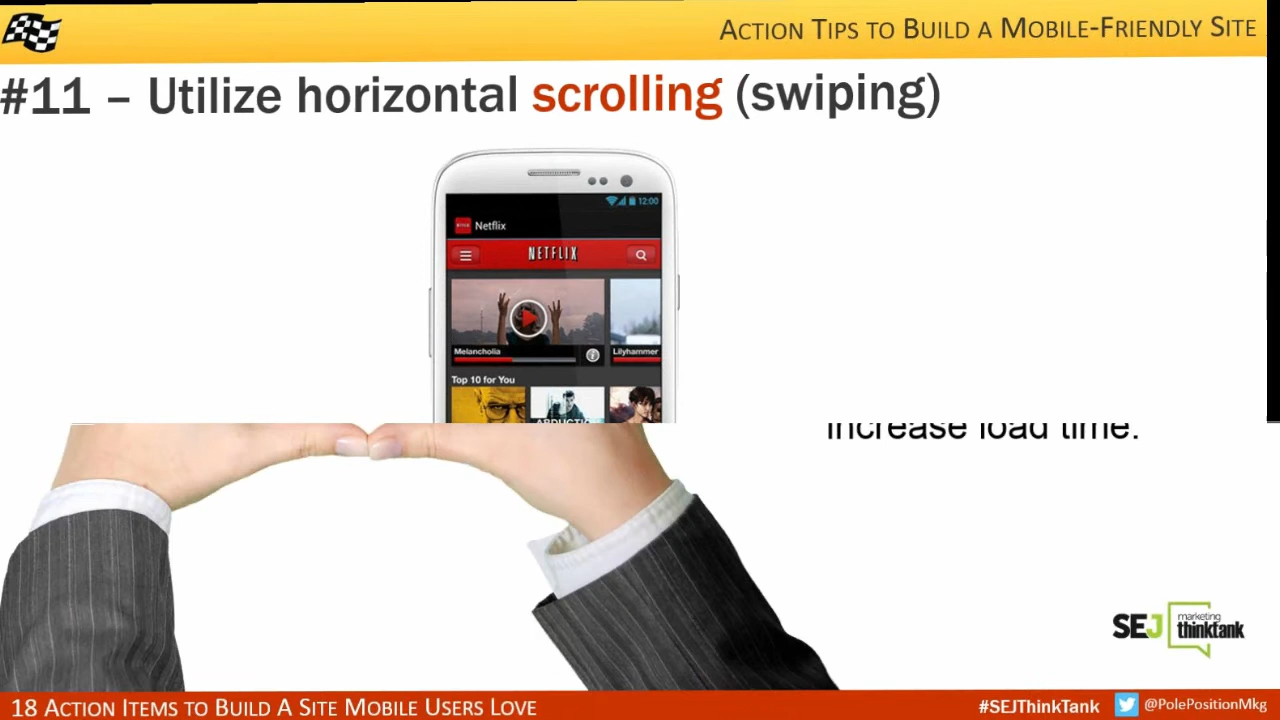 ACTION TIPS TO BUILD A MOBILE-FRIENDLY SITE
#11 – Utilize horizontal scrolling (swiping)
12:00
Netflix
NETFLIX
Melancholia
Lilyhammer
Top 10 for You
increase load time.
SEJ marketing thinktank
18 ACTION ITEMS TO BUILD A SITE MOBILE USERS LOVE
#SEJThinkTank
@PolePositionMkg